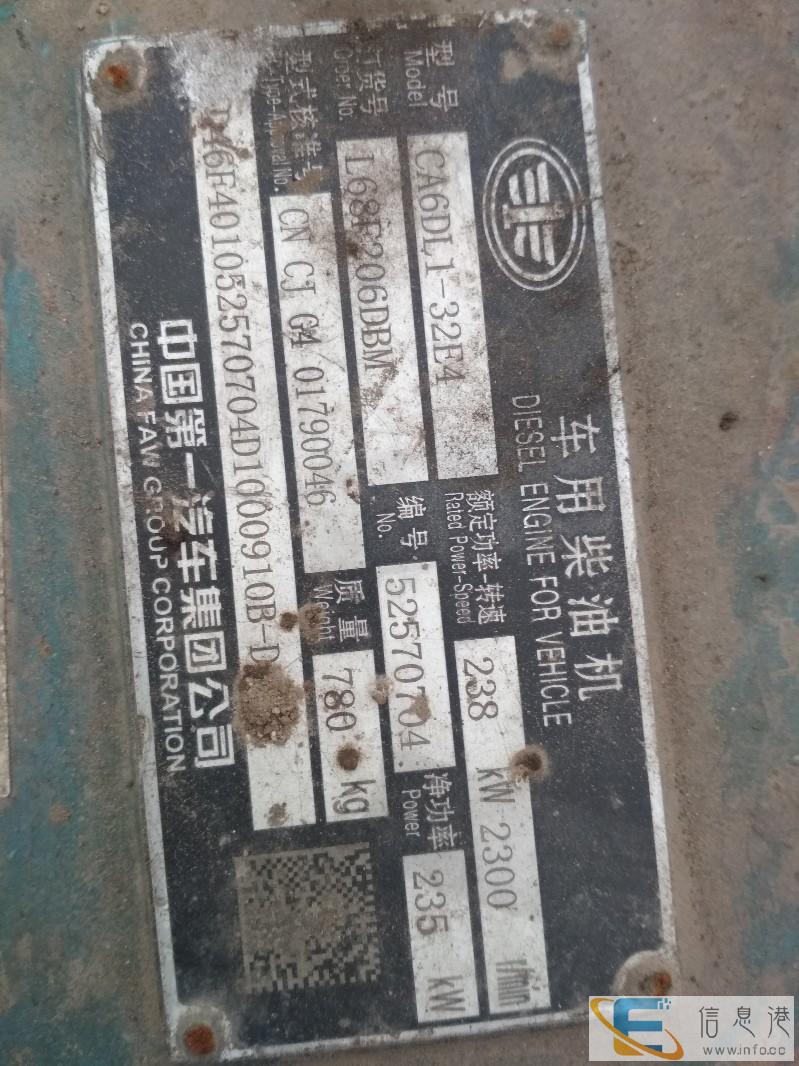 车用柴油机
DIESEL ENGINE FOR VEHICLE
型号 CA6DL1-32E4 额定功率-转速 238 kW 2300 r/min
Model Rated Power-Speed
订货号 L68F206DBM 编号 52570704 净功率 235 kW
Order No. No. Power
型式核准号 CN CJ G4 01790046 质量 780 kg
Type-Approval No. Weight
中国第一汽车集团公司
CHINA FAW GROUP CORPORATION
信息港
www.info.cc